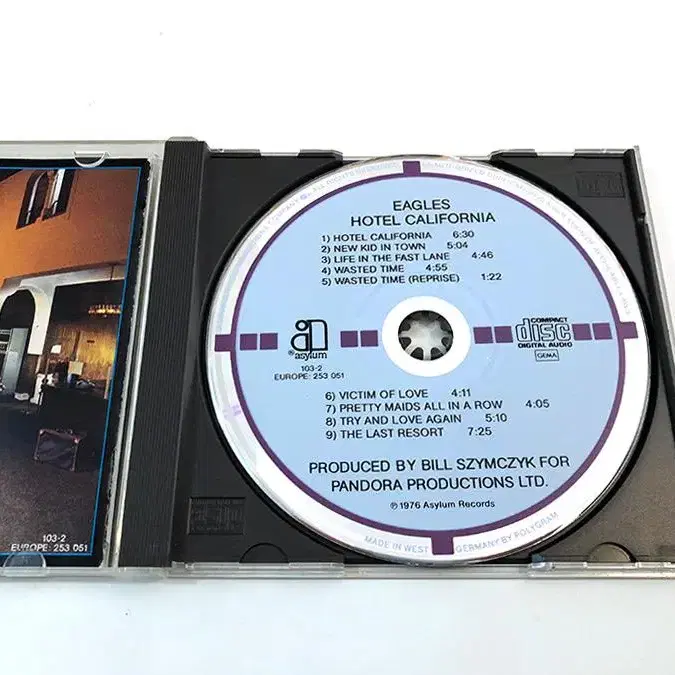 EAGLES
HOTEL CALIFORNIA
1) HOTEL CALIFORNIA 6:30
2) NEW KID IN TOWN 5:04
3) LIFE IN THE FAST LANE 4:46
4) WASTED TIME 4:55
5) WASTED TIME (REPRISE) 1:22
® asylum
103-2
EUROPE: 253 051
COMPACT
disc
DIGITAL AUDIO
GEMA
6) VICTIM OF LOVE 4:11
7) PRETTY MAIDS ALL IN A ROW 4:05
8) TRY AND LOVE AGAIN 5:10
9) THE LAST RESORT 7:25
PRODUCED BY BILL SZYMCZYK FOR
PANDORA PRODUCTIONS LTD.
℗ 1976 Asylum Records
MADE IN WEST GERMANY BY POLYGRAM
103-2
EUROPE: 253 051